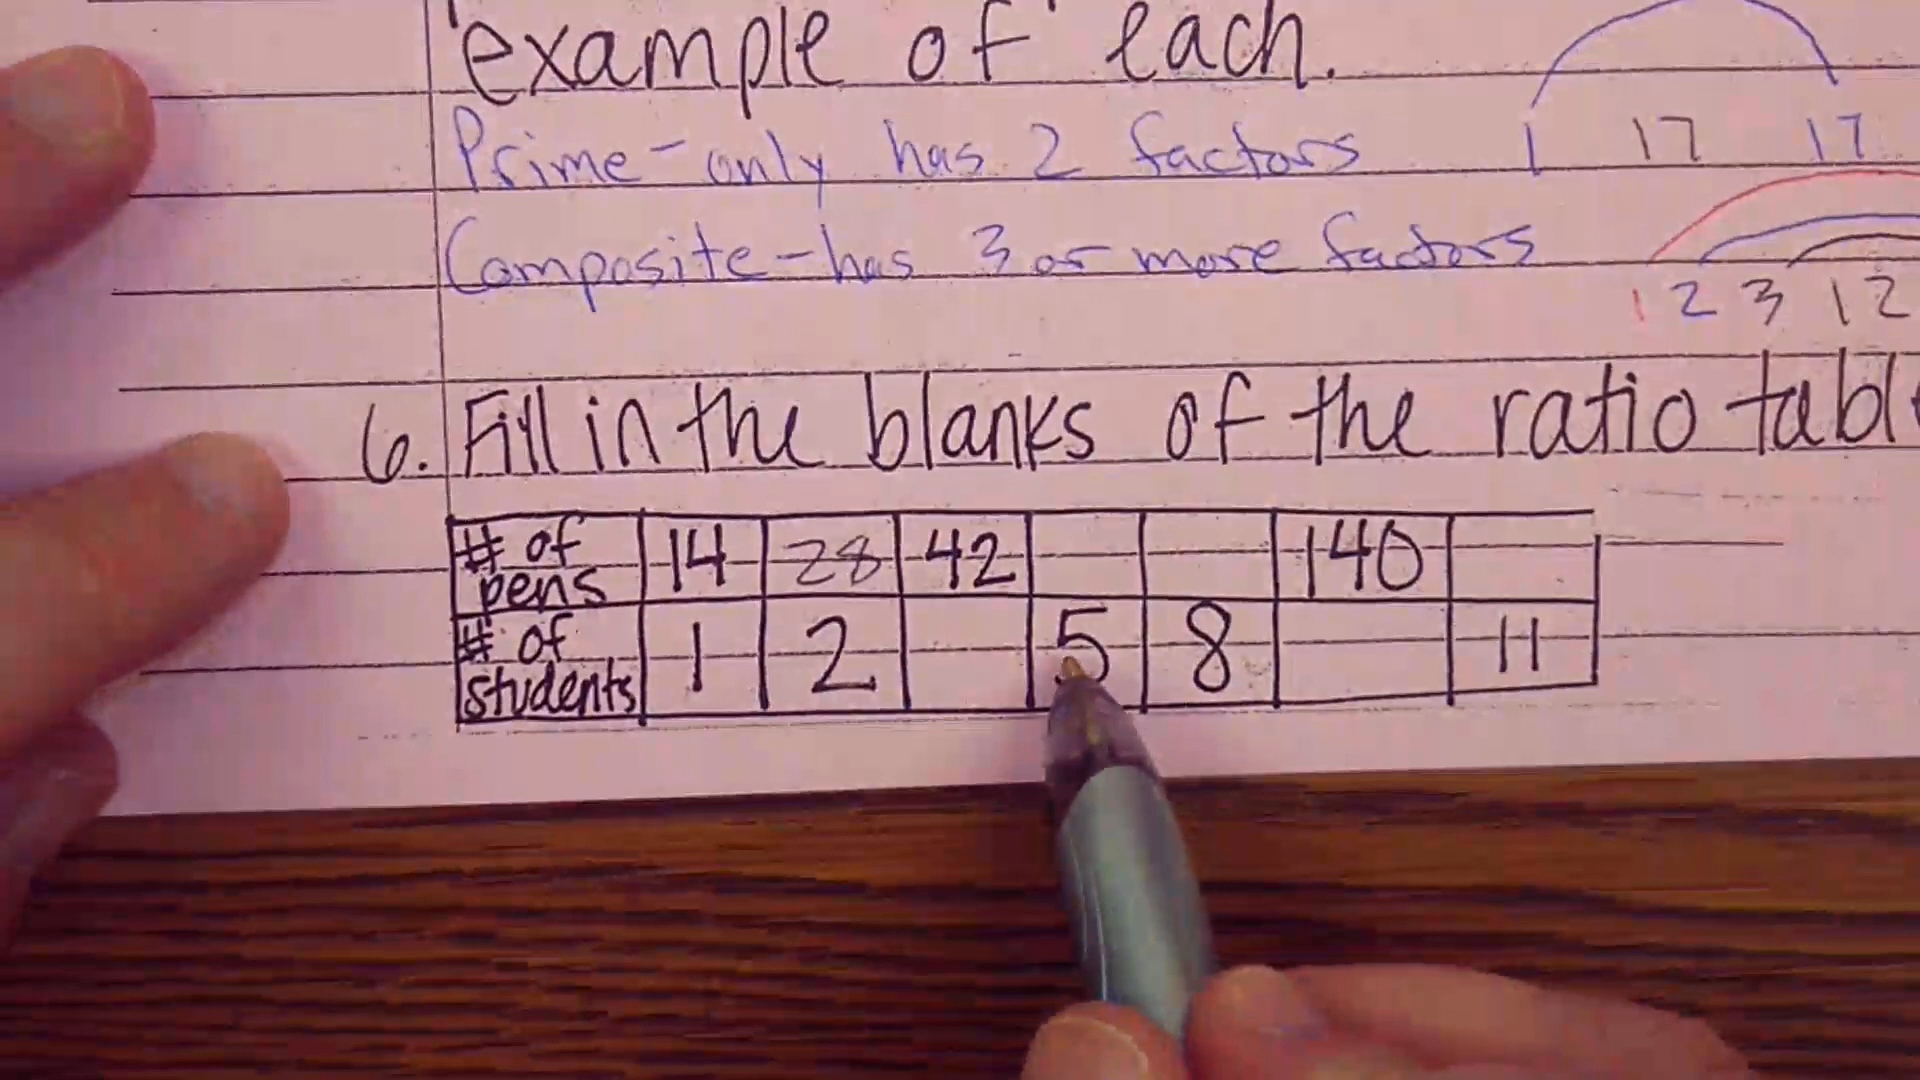 example of each.
Prime - only has 2 factors 1 17 17
Composite - has 3 or more factors
1 2 3 12
6. Fill in the blanks of the ratio
# of pens 14 28 42 140
# of students 1 2 5 8 11